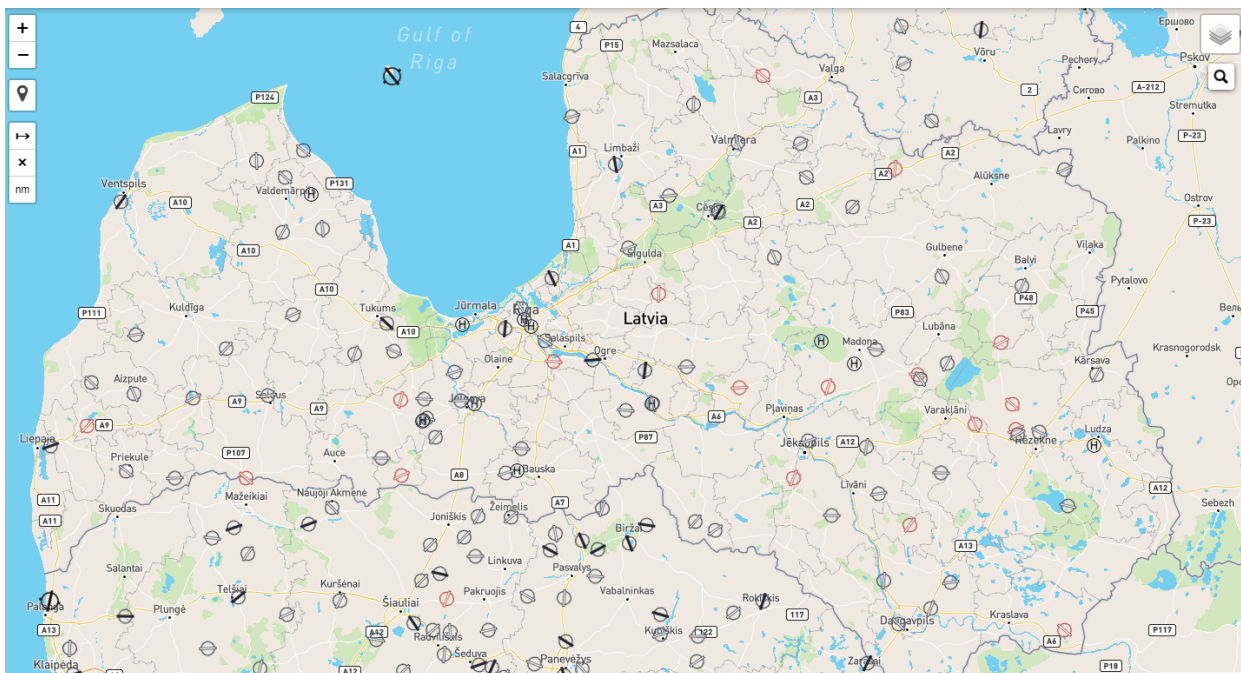 +
−
↦
×
nm
Gulf of
Riga
4
P15
Mazsalaca
Võru
Pechory
Ершово
Pskov
Salacgrīva
Valga
2
Сигово
A-212
Stremutka
P124
A3
Lavry
Palkino
P-23
A1
Limbaži
Valmiera
A2
Ventspils
Valdemārpils
P131
A2
Alūksne
Ostrov
A10
A3
Cēsis
A2
A2
P-23
A1
Sigulda
Gulbene
Balvi
Viļaka
A10
A10
Pytalovo
P48
P111
Kuldīga
Tukums
Jūrmala
Rīga
Latvia
P83
P45
A10
Salaspils
Lubāna
Madona
Krasnogorodsk
Olaine
Ogre
Kārsava
Aizpute
Saldus
Jelgava
A9
A9
A6
Pļaviņas
Varakļāni
A9
Liepaja
P87
Jēkabpils
A12
Rēzekne
Ludza
H
Priekule
P107
Auce
A8
Bauska
Līvāni
A12
A11
Mažeikiai
Naujoji Akmenė
A7
Žeimelis
Skuodas
A11
Joniškis
Biržai
Sebezh
A13
Salantai
Linkuva
Pasvalys
Telšiai
Kuršėnai
Pakruojis
Vabalninkas
Palanga
Plungė
Šiauliai
Rokiškis
117
Kraslava
A13
A12
Radviliškis
Kupiškis
122
Daugavpils
A6
P117
Klaipėda
A12
Šeduva
Panevėžys
Zarasai
P18